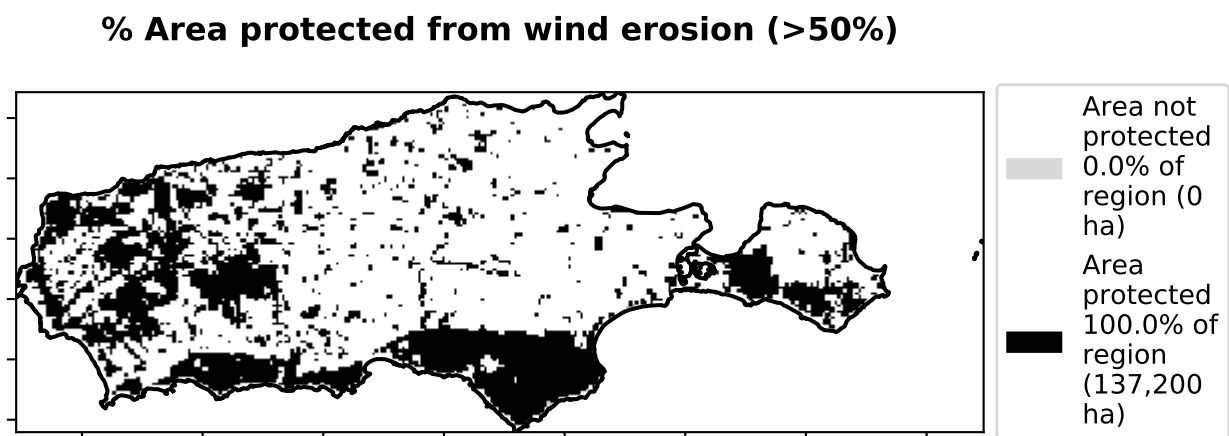 % Area protected from wind erosion (>50%)
Area not
protected
0.0% of
region (0
ha)
Area
protected
100.0% of
region
(137,200
ha)